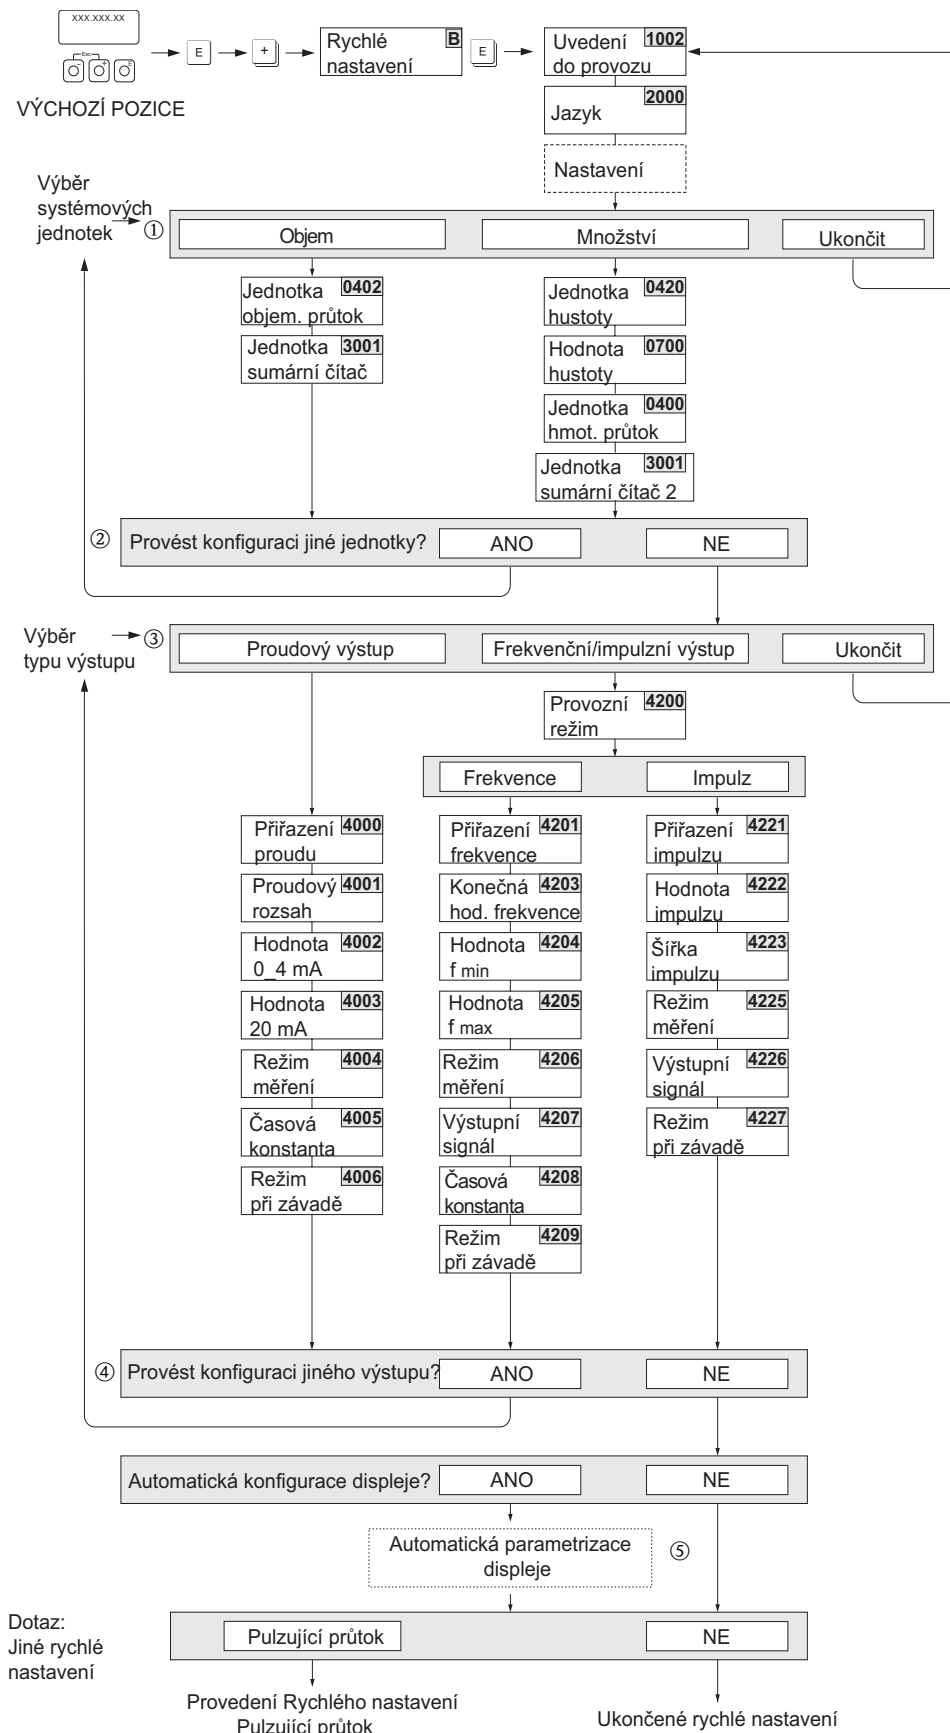 XXX.XXX.XX
Esc
- + E
E
+
Rychlé B
nastavení
E
Uvedení 1002
do provozu
VÝCHOZÍ POZICE
Jazyk 2000
Nastavení
Výběr
systémových
jednotek
①
Objem
Množství
Ukončit
Jednotka 0402
objem. průtok
Jednotka 3001
sumární čítač
Jednotka 0420
hustoty
Hodnota 0700
hustoty
Jednotka 0400
hmot. průtok
Jednotka 3001
sumární čítač 2
② Provést konfiguraci jiné jednotky?
ANO
NE
Výběr
typu výstupu
③
Proudový výstup
Frekvenční/impulzní výstup
Ukončit
Provozní 4200
režim
Frekvence
Impulz
Přiřazení 4000
proudu
Proudový 4001
rozsah
Hodnota 4002
0_4 mA
Hodnota 4003
20 mA
Režim 4004
měření
Časová 4005
konstanta
Režim 4006
při závadě
Přiřazení 4201
frekvence
Konečná 4203
hod. frekvence
Hodnota 4204
f min
Hodnota 4205
f max
Režim 4206
měření
Výstupní 4207
signál
Časová 4208
konstanta
Režim 4209
při závadě
Přiřazení 4221
impulzu
Hodnota 4222
impulzu
Šířka 4223
impulzu
Režim 4225
měření
Výstupní 4226
signál
Režim 4227
při závadě
④ Provést konfiguraci jiného výstupu?
ANO
NE
Automatická konfigurace displeje?
ANO
NE
Automatická parametrizace
displeje
⑤
Dotaz:
Jiné rychlé
nastavení
Pulzující průtok
NE
Provedení Rychlého nastavení
Pulzující průtok
Ukončené rychlé nastavení